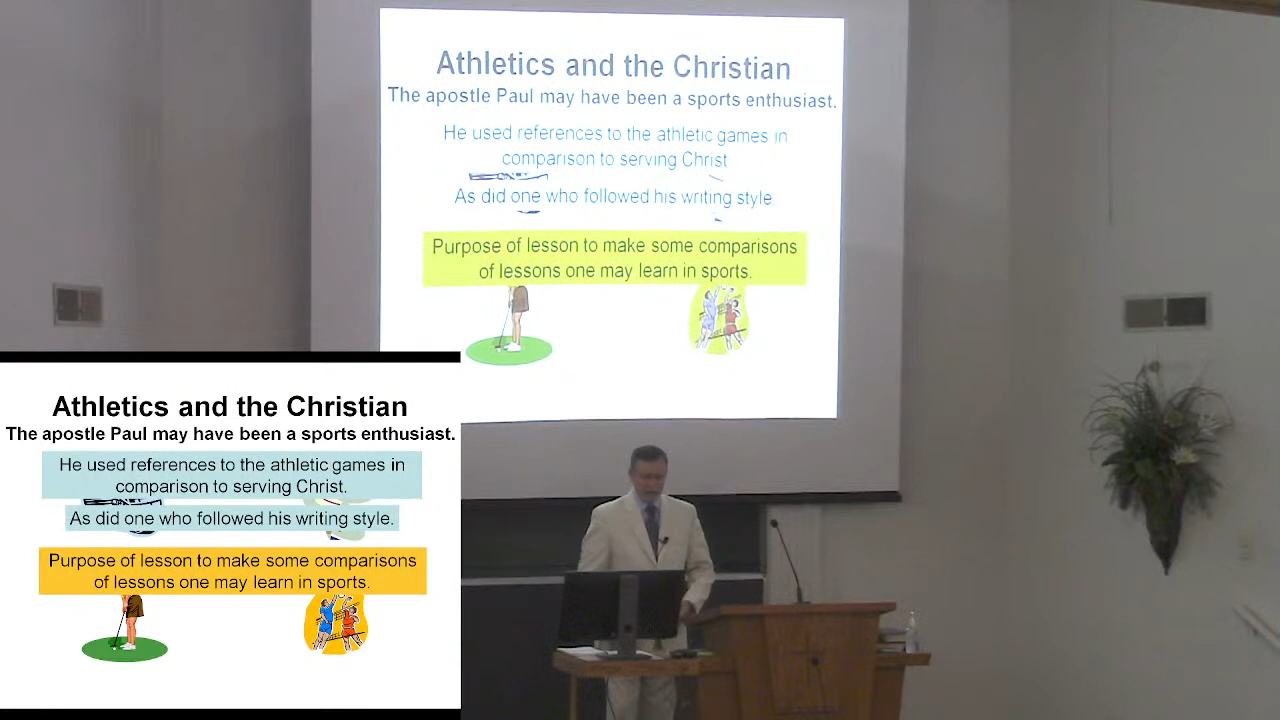 Athletics and the Christian
The apostle Paul may have been a sports enthusiast.
He used references to the athletic games in
comparison to serving Christ
As did one who followed his writing style
Purpose of lesson to make some comparisons
of lessons one may learn in sports.
Athletics and the Christian
The apostle Paul may have been a sports enthusiast.
He used references to the athletic games in
comparison to serving Christ.
As did one who followed his writing style.
Purpose of lesson to make some comparisons
of lessons one may learn in sports.